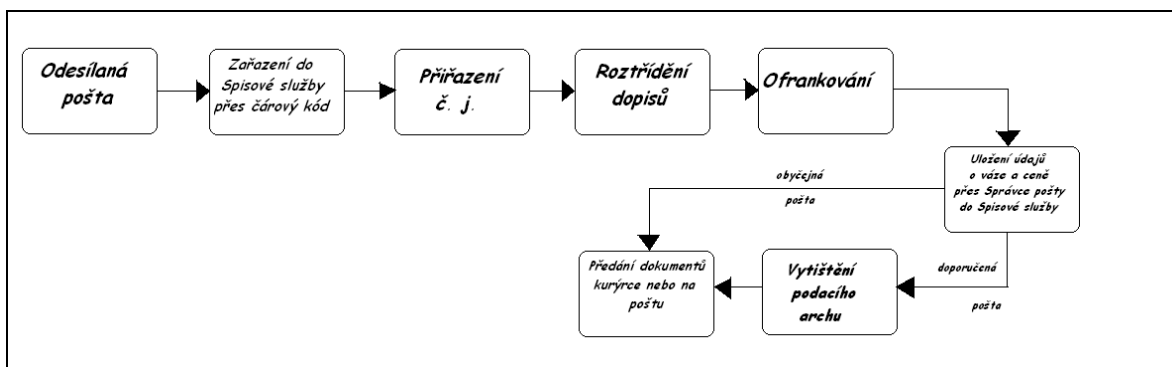 Odesílaná
pošta
Zařazení do
Spisové služby
přes čárový kód
Přiřazení
č. j.
Roztřídění
dopisů
Ofrankování
Uložení údajů
o váze a ceně
přes Správce pošty
do Spisové služby
obyčejná
pošta
doporučená
pošta
Vytištění
podacího
archu
Předání dokumentů
kurýrce nebo na
poštu